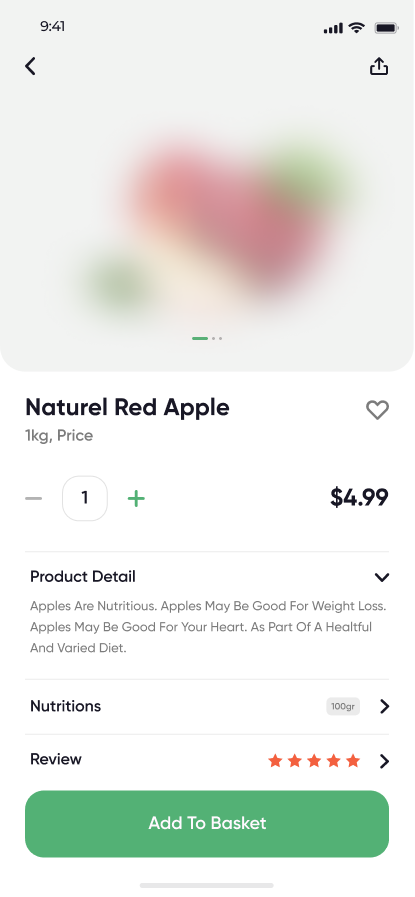 9:41
Naturel Red Apple
1kg, Price
1
$4.99
Product Detail
Apples Are Nutritious. Apples May Be Good For Weight Loss.
Apples May Be Good For Your Heart. As Part Of A Healtful
And Varied Diet.
Nutritions
100gr
Review
Add To Basket